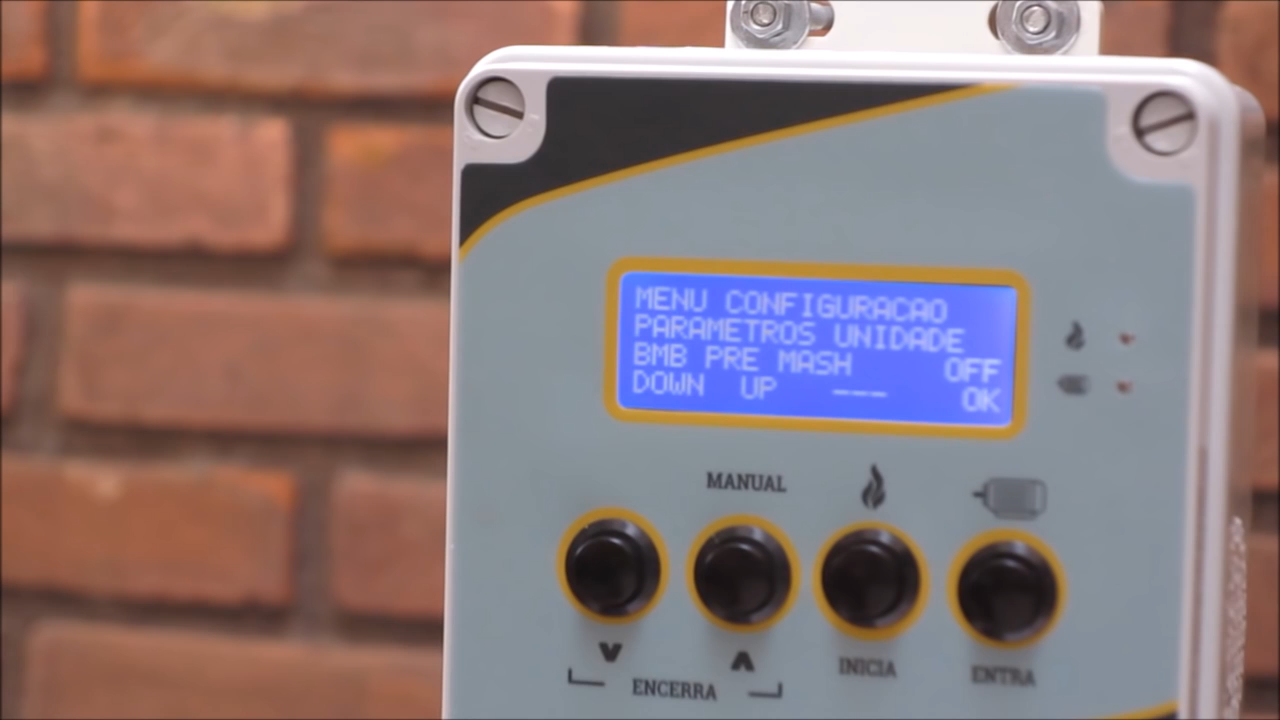 MENU CONFIGURACAO
PARAMETROS UNIDADE
BMB PRE MASH OFF
DOWN UP ___ OK
MANUAL
INICIA
ENTRA
ENCERRA